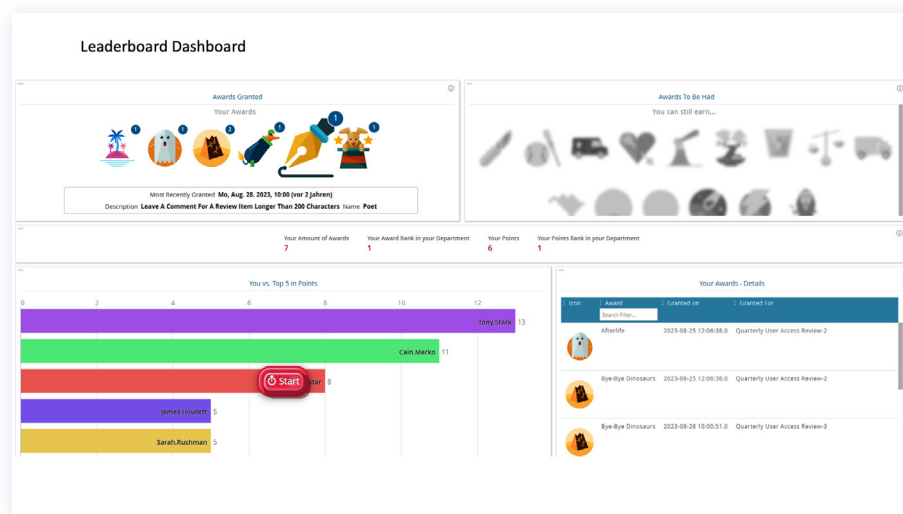 Leaderboard Dashboard
Awards Granted
Your Awards
1
1
2
1
1
1
Most Recently Granted Mo, Aug. 28. 2023, 10:00 (vor 2 Jahren)
Description Leave A Comment For A Review Item Longer Than 200 Characters Name Poet
Awards To Be Had
You can still earn...
Your Amount of Awards Your Award Rank in your Department Your Points Your Points Rank in your Department
7 1 6 1
You vs. Top 5 in Points
0 2 4 6 8 10 12
Tony.Stark 13
Cain.Marko 11
Start
8
James.Howlett 5
Sarah.Rushman 5
Your Awards - Details
Icon Award Granted on Granted For
Search Filter...
Afterlife 2023-08-25 12:06:38.0 Quarterly User Access Review-2
Bye-Bye Dinosaurs 2023-08-25 12:06:38.0 Quarterly User Access Review-2
Bye-Bye Dinosaurs 2023-08-28 10:00:51.0 Quarterly User Access Review-3